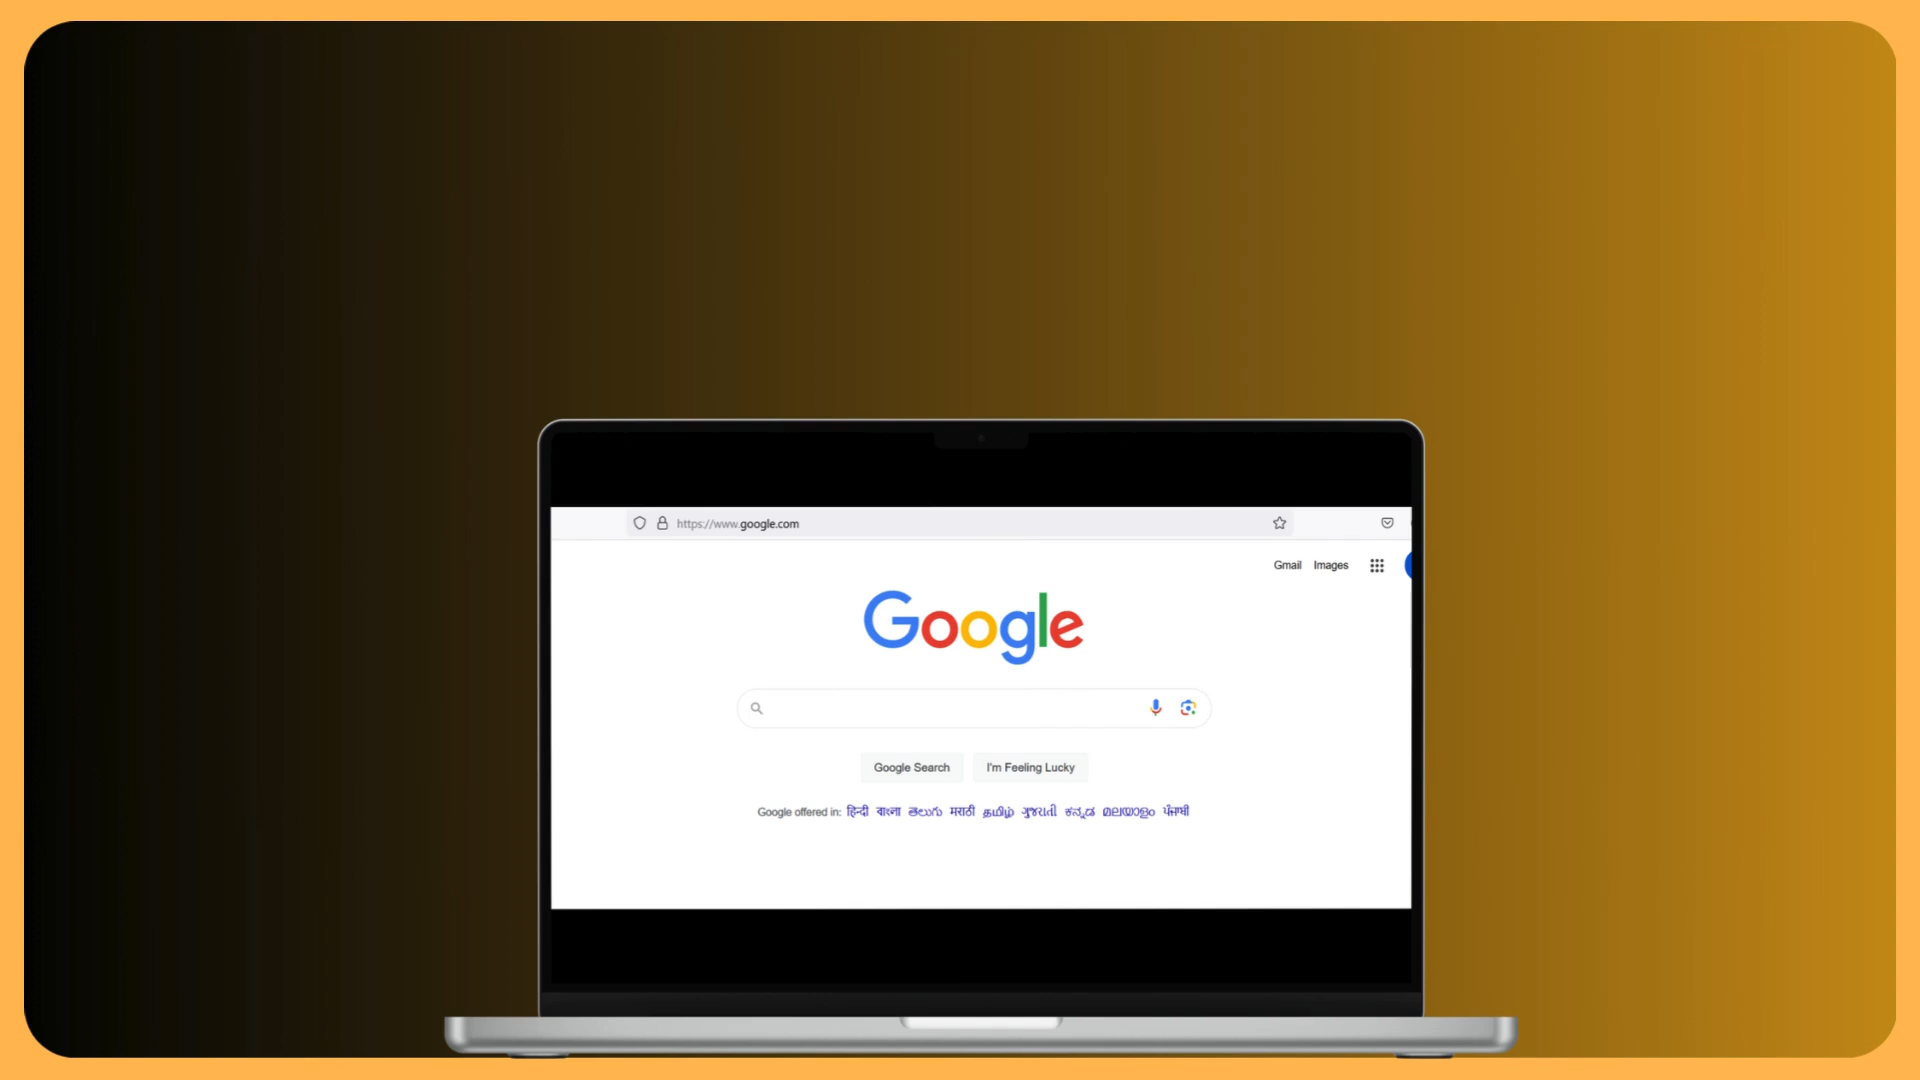 https://www.google.com
Gmail Images
Google
Google Search I'm Feeling Lucky
Google offered in: हिन्दी বাংলা తెలుగు मराठी தமிழ் ગુજરાતી ಕನ್ನಡ മലയാളം ਪੰਜਾਬੀ